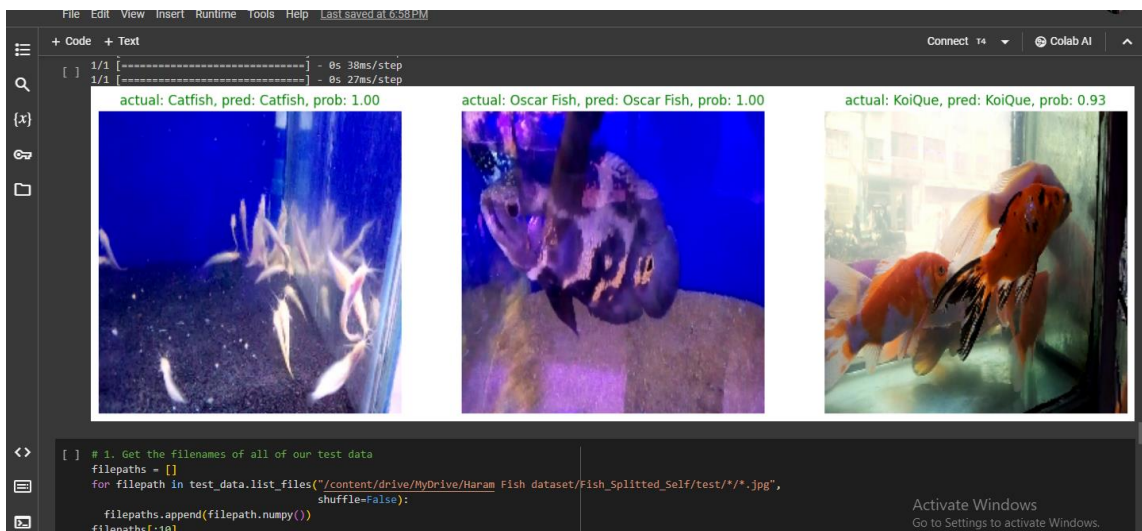 File Edit View Insert Runtime Tools Help Last saved at 6:58 PM
+ Code + Text
Connect T4
Colab AI
[ ]
1/1 [==============================] - 0s 38ms/step
1/1 [==============================] - 0s 27ms/step
actual: Catfish, pred: Catfish, prob: 1.00
actual: Oscar Fish, pred: Oscar Fish, prob: 1.00
actual: KoiQue, pred: KoiQue, prob: 0.93
{x}
[ ] # 1. Get the filenames of all of our test data
filepaths = []
for filepath in test_data.list_files("/content/drive/MyDrive/Haram Fish dataset/Fish_Splitted_Self/test/*/*.jpg",
shuffle=False):
filepaths.append(filepath.numpy())
filepaths[:10]
Activate Windows
Go to Settings to activate Windows.